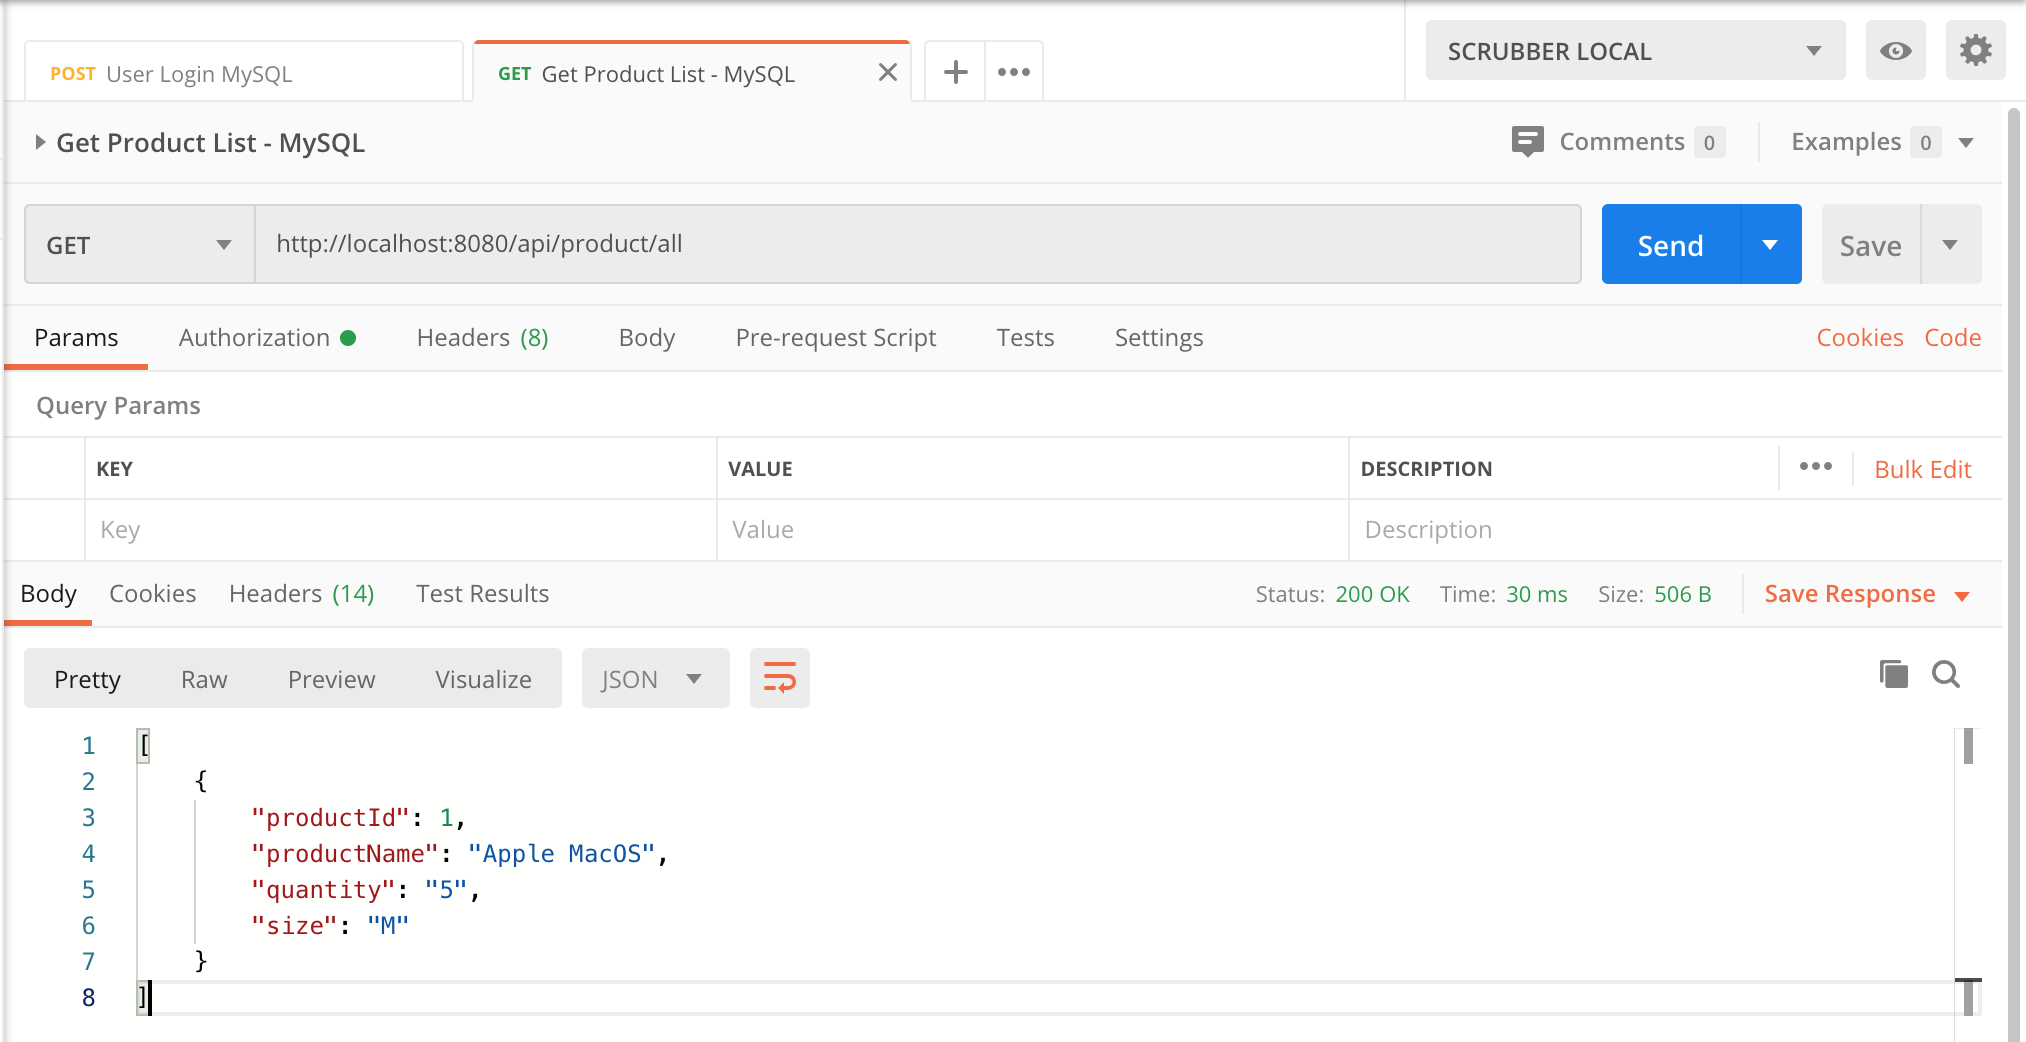 POST User Login MySQL GET Get Product List - MySQL SCRUBBER LOCAL
Get Product List - MySQL Comments 0 Examples 0
GET http://localhost:8080/api/product/all Send Save
Params Authorization Headers (8) Body Pre-request Script Tests Settings Cookies Code
Query Params
KEY VALUE DESCRIPTION Bulk Edit
Key Value Description
Body Cookies Headers (14) Test Results Status: 200 OK Time: 30 ms Size: 506 B Save Response
Pretty Raw Preview Visualize JSON
1 [
2 {
3 "productId": 1,
4 "productName": "Apple MacOS",
5 "quantity": "5",
6 "size": "M"
7 }
8 ]